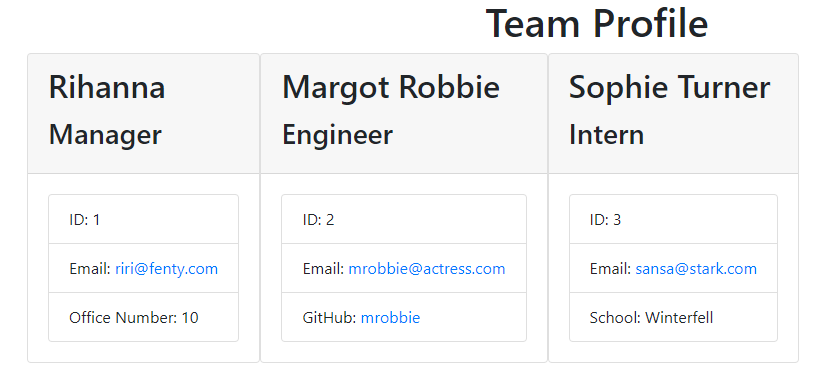 Team Profile
Rihanna
Manager
ID: 1
Email: riri@fenty.com
Office Number: 10
Margot Robbie
Engineer
ID: 2
Email: mrobbie@actress.com
GitHub: mrobbie
Sophie Turner
Intern
ID: 3
Email: sansa@stark.com
School: Winterfell